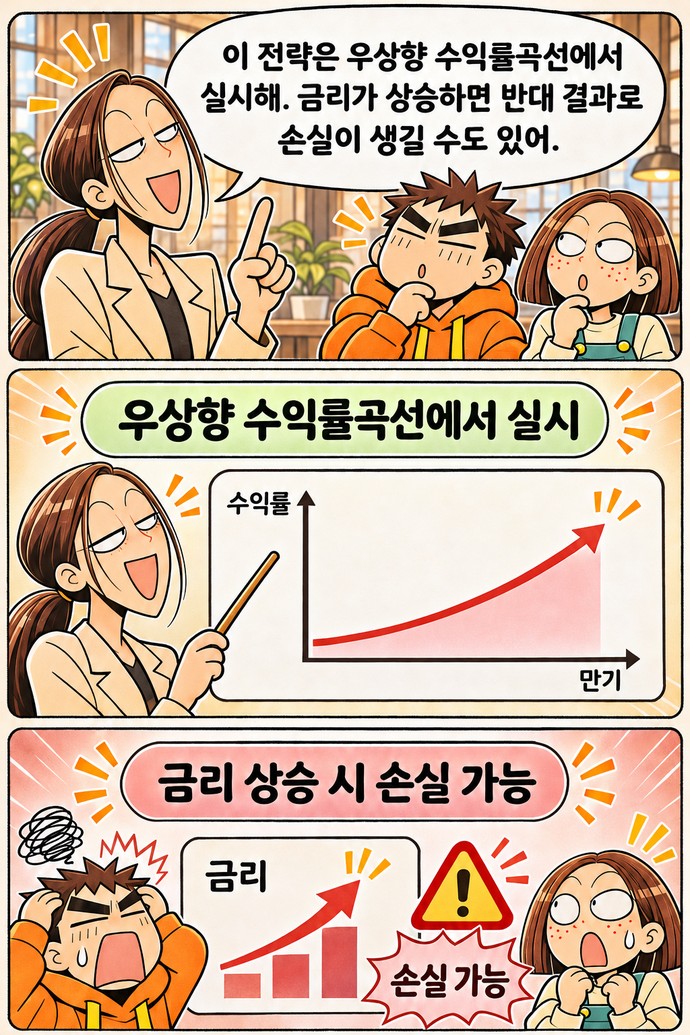 이 전략은 우상향 수익률곡선에서
실시해. 금리가 상승하면 반대 결과로
손실이 생길 수도 있어.
우상향 수익률곡선에서 실시
수익률
만기
금리 상승 시 손실 가능
금리
손실 가능